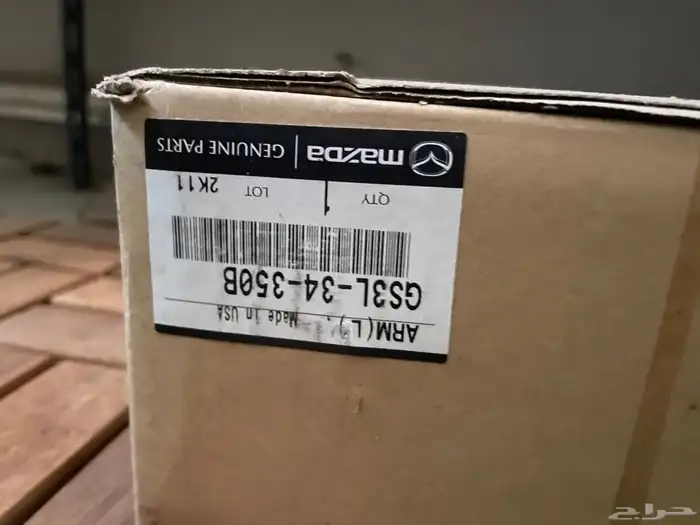 mazda | GENUINE PARTS
QTY 1 LOT 2K11
GS3L-34-350B
ARM(L), Made in USA
حراج